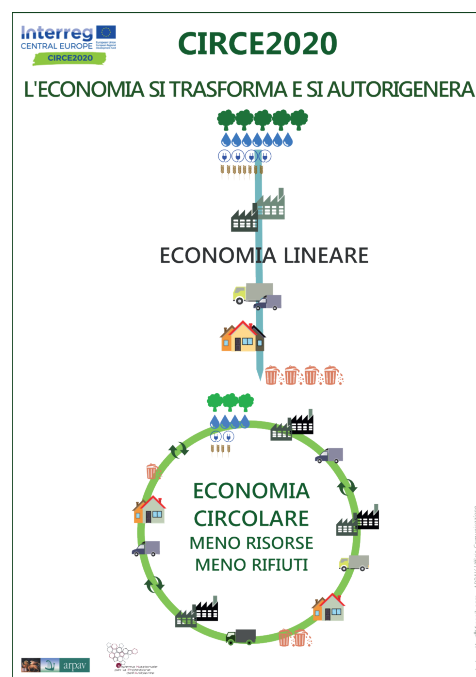 Interreg
CENTRAL EUROPE
CIRCE2020
CIRCE2020
L'ECONOMIA SI TRASFORMA E SI AUTORIGENERA
ECONOMIA LINEARE
ECONOMIA
CIRCOLARE
MENO RISORSE
MENO RIFIUTI
arpav